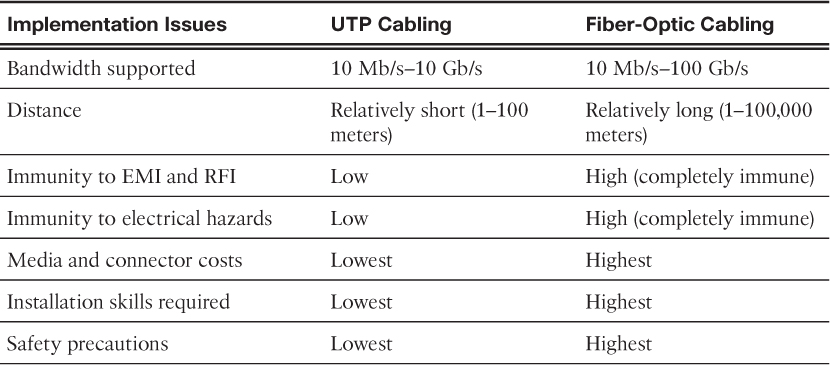 Implementation Issues UTP Cabling Fiber-Optic Cabling
Bandwidth supported 10 Mb/s–10 Gb/s 10 Mb/s–100 Gb/s
Distance Relatively short (1–100 Relatively long (1–100,000
meters) meters)
Immunity to EMI and RFI Low High (completely immune)
Immunity to electrical hazards Low High (completely immune)
Media and connector costs Lowest Highest
Installation skills required Lowest Highest
Safety precautions Lowest Highest